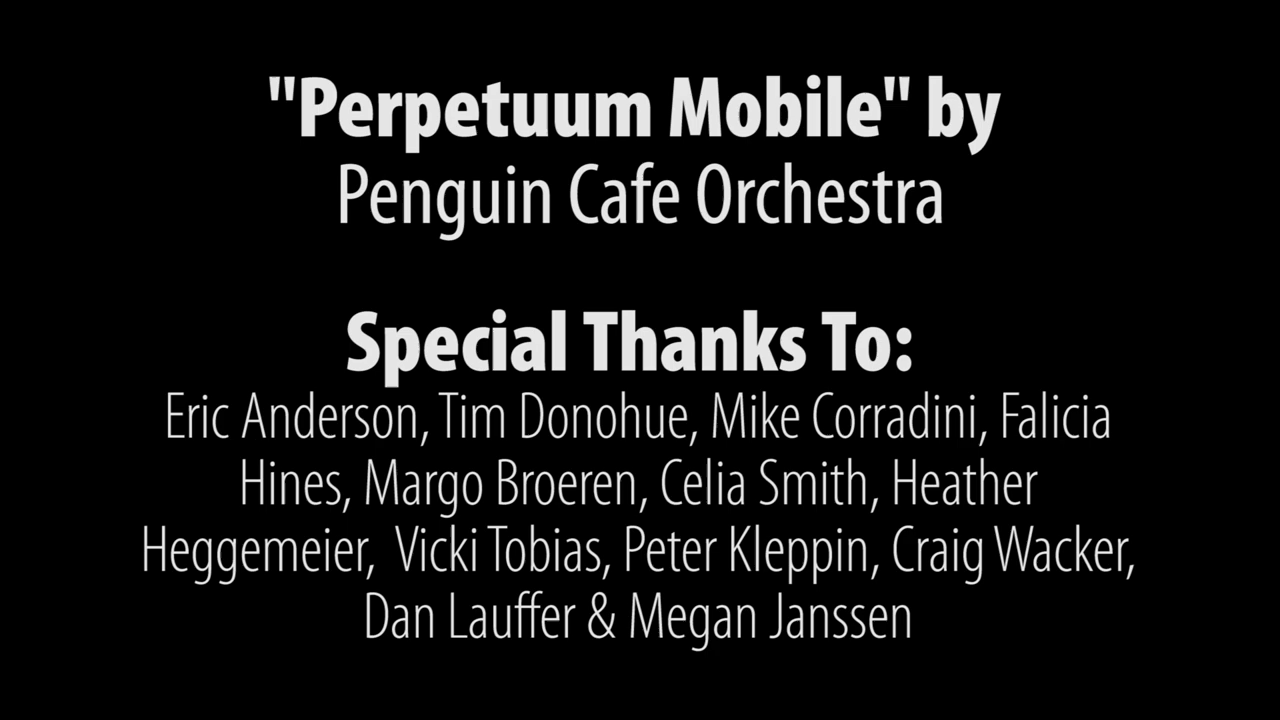 "Perpetuum Mobile" by
Penguin Cafe Orchestra
Special Thanks To:
Eric Anderson, Tim Donohue, Mike Corradini, Falicia
Hines, Margo Broeren, Celia Smith, Heather
Heggemeier,  Vicki Tobias, Peter Kleppin, Craig Wacker,
Dan Lauffer & Megan Janssen